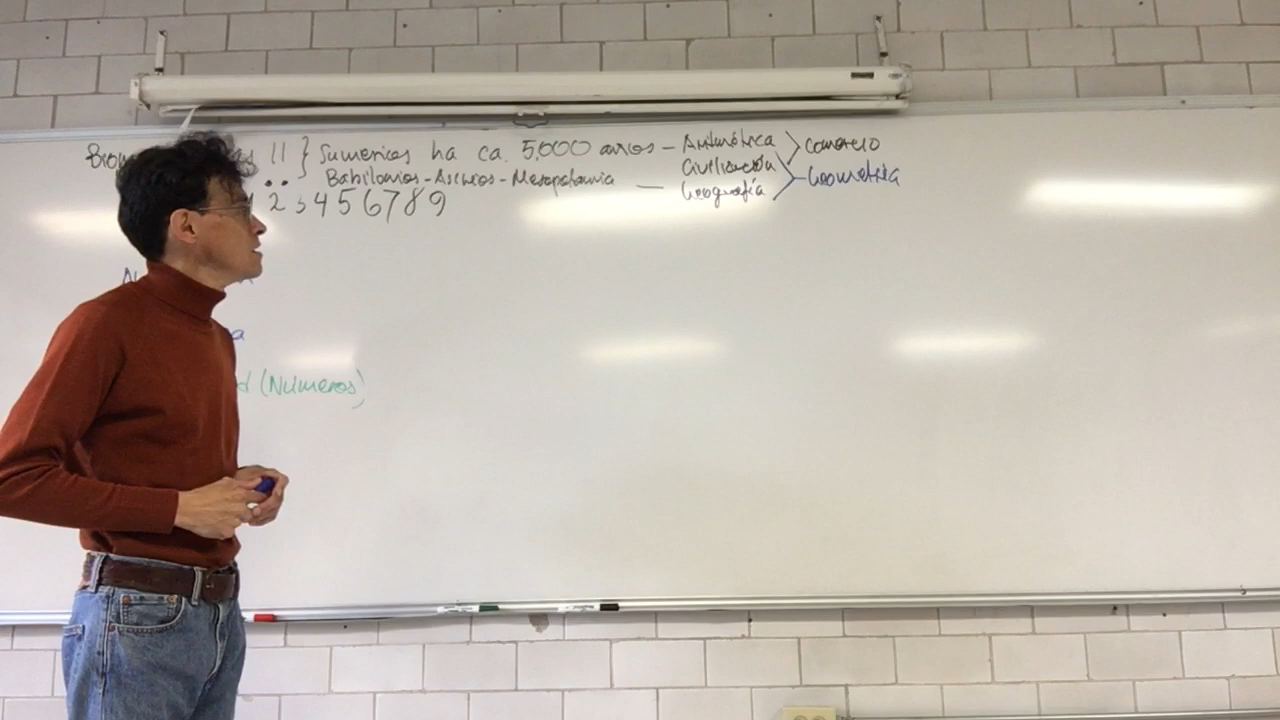 !! } Sumerios ha ca. 5,000 años - Aritmética > Comercio
Babilonios - Asirios - Mesopotamia — Civilización
Geografía > Geometría
2 3 4 5 6 7 8 9
(Números)